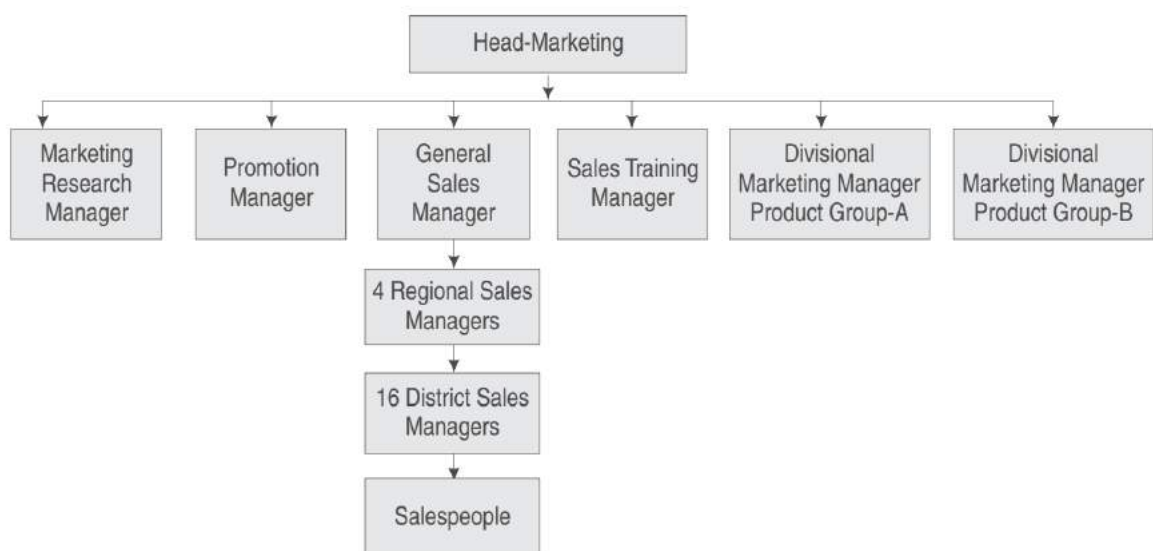 Head-Marketing
Marketing
Research
Manager
Promotion
Manager
General
Sales
Manager
Sales Training
Manager
Divisional
Marketing Manager
Product Group-A
Divisional
Marketing Manager
Product Group-B
4 Regional Sales
Managers
16 District Sales
Managers
Salespeople